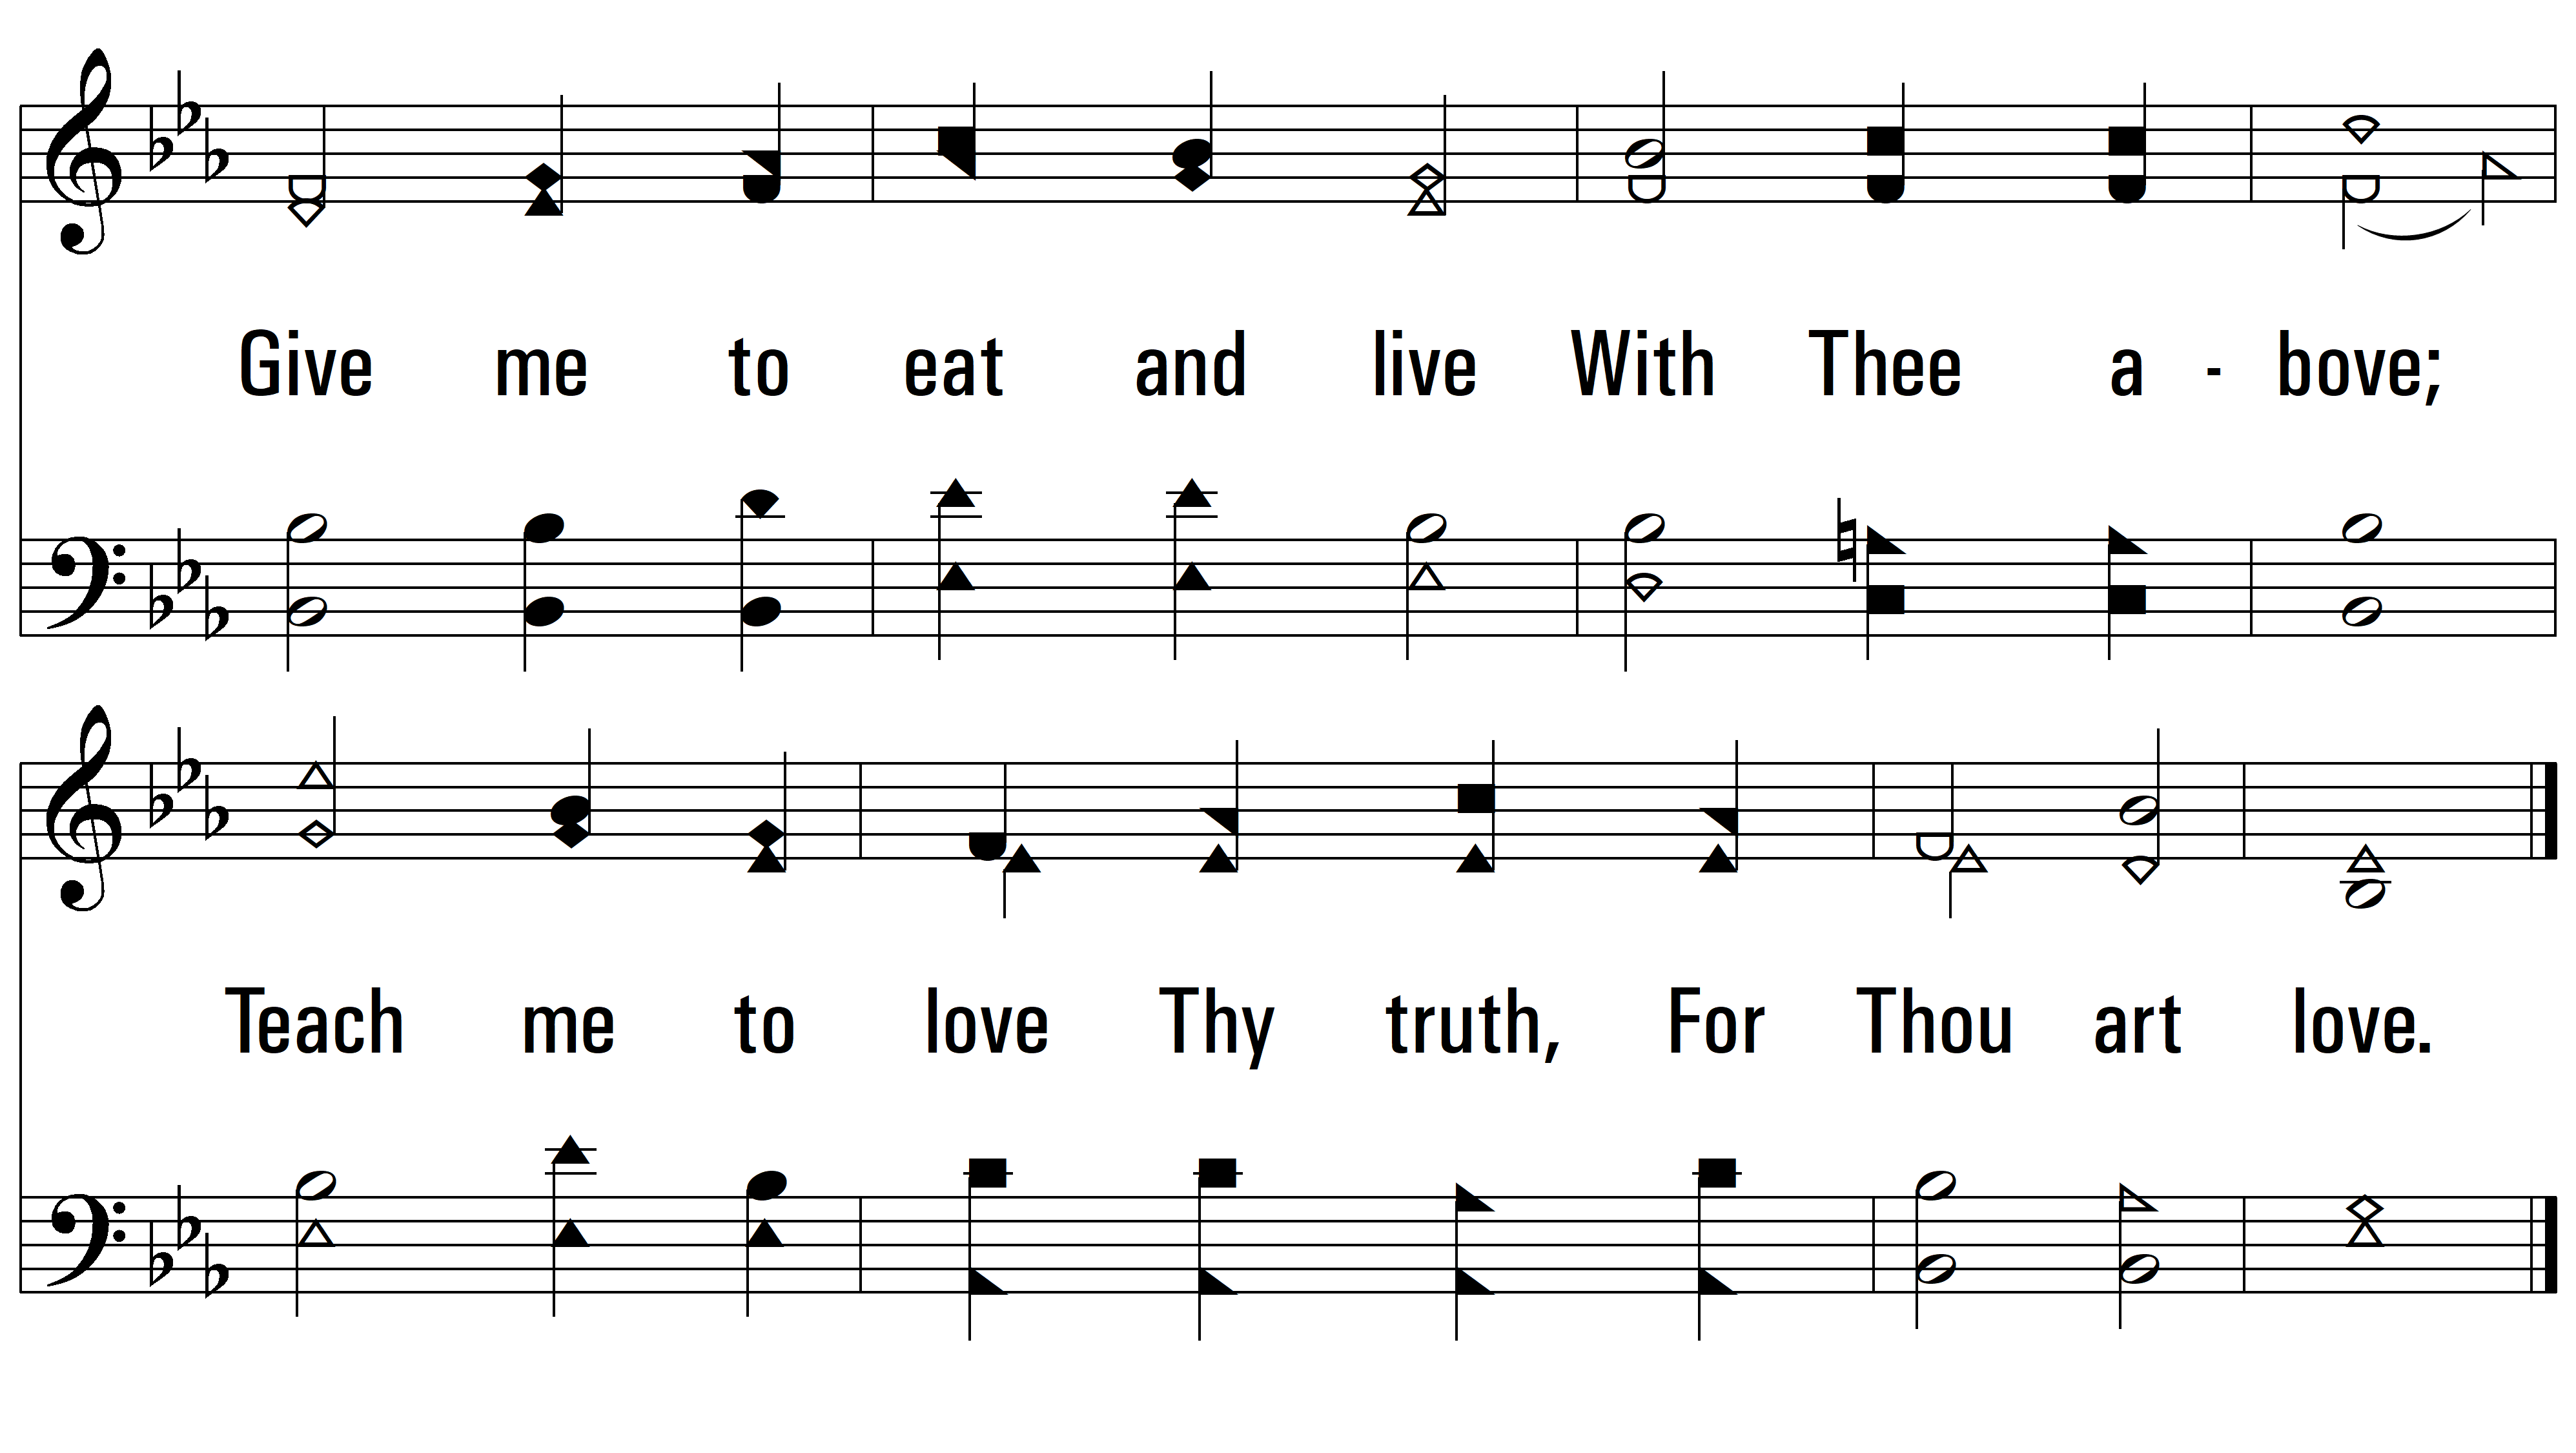 Give me to eat and live With Thee a - bove;
Teach me to love Thy truth, For Thou art love.